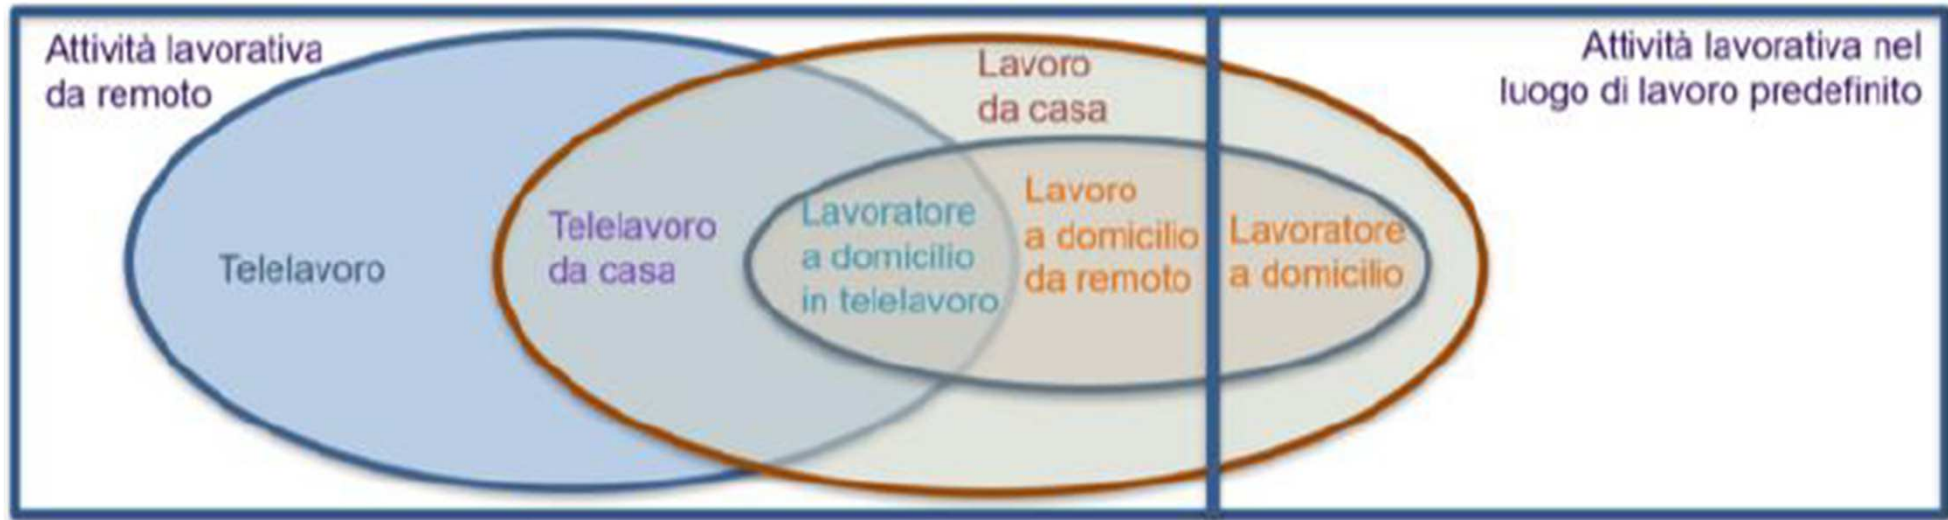 Attività lavorativa
da remoto
Attività lavorativa nel
luogo di lavoro predefinito
Lavoro
da casa
Telelavoro
Telelavoro
da casa
Lavoratore
a domicilio
in telelavoro
Lavoro
a domicilio
da remoto
Lavoratore
a domicilio